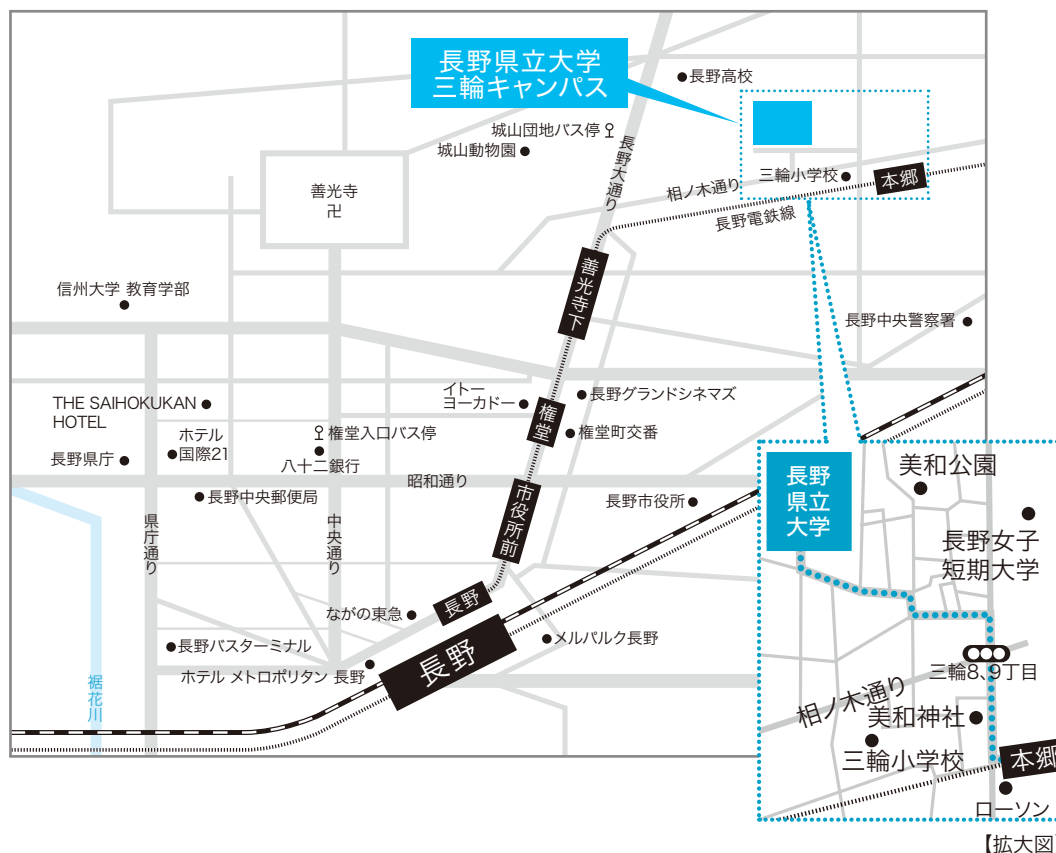 長野県立大学
三輪キャンパス
長野高校
城山団地バス停
城山動物園
長野大通り
善光寺
卍
三輪小学校
本郷
相ノ木通り
長野電鉄線
善光寺下
信州大学 教育学部
長野中央警察署
イトー
ヨーカドー
長野グランドシネマズ
THE SAIHOKUKAN
HOTEL
権堂
権堂町交番
権堂入口バス停
ホテル
国際21
長野県庁
八十二銀行
昭和通り
長野中央郵便局
市役所前
長野市役所
県庁通り
中央通り
長野
ながの東急
長野
長野バスターミナル
メルパルク長野
ホテル メトロポリタン 長野
裾花川
長野
県立
大学
美和公園
長野女子
短期大学
三輪8、9丁目
相ノ木通り
美和神社
三輪小学校
本郷
ローソン
【拡大図】